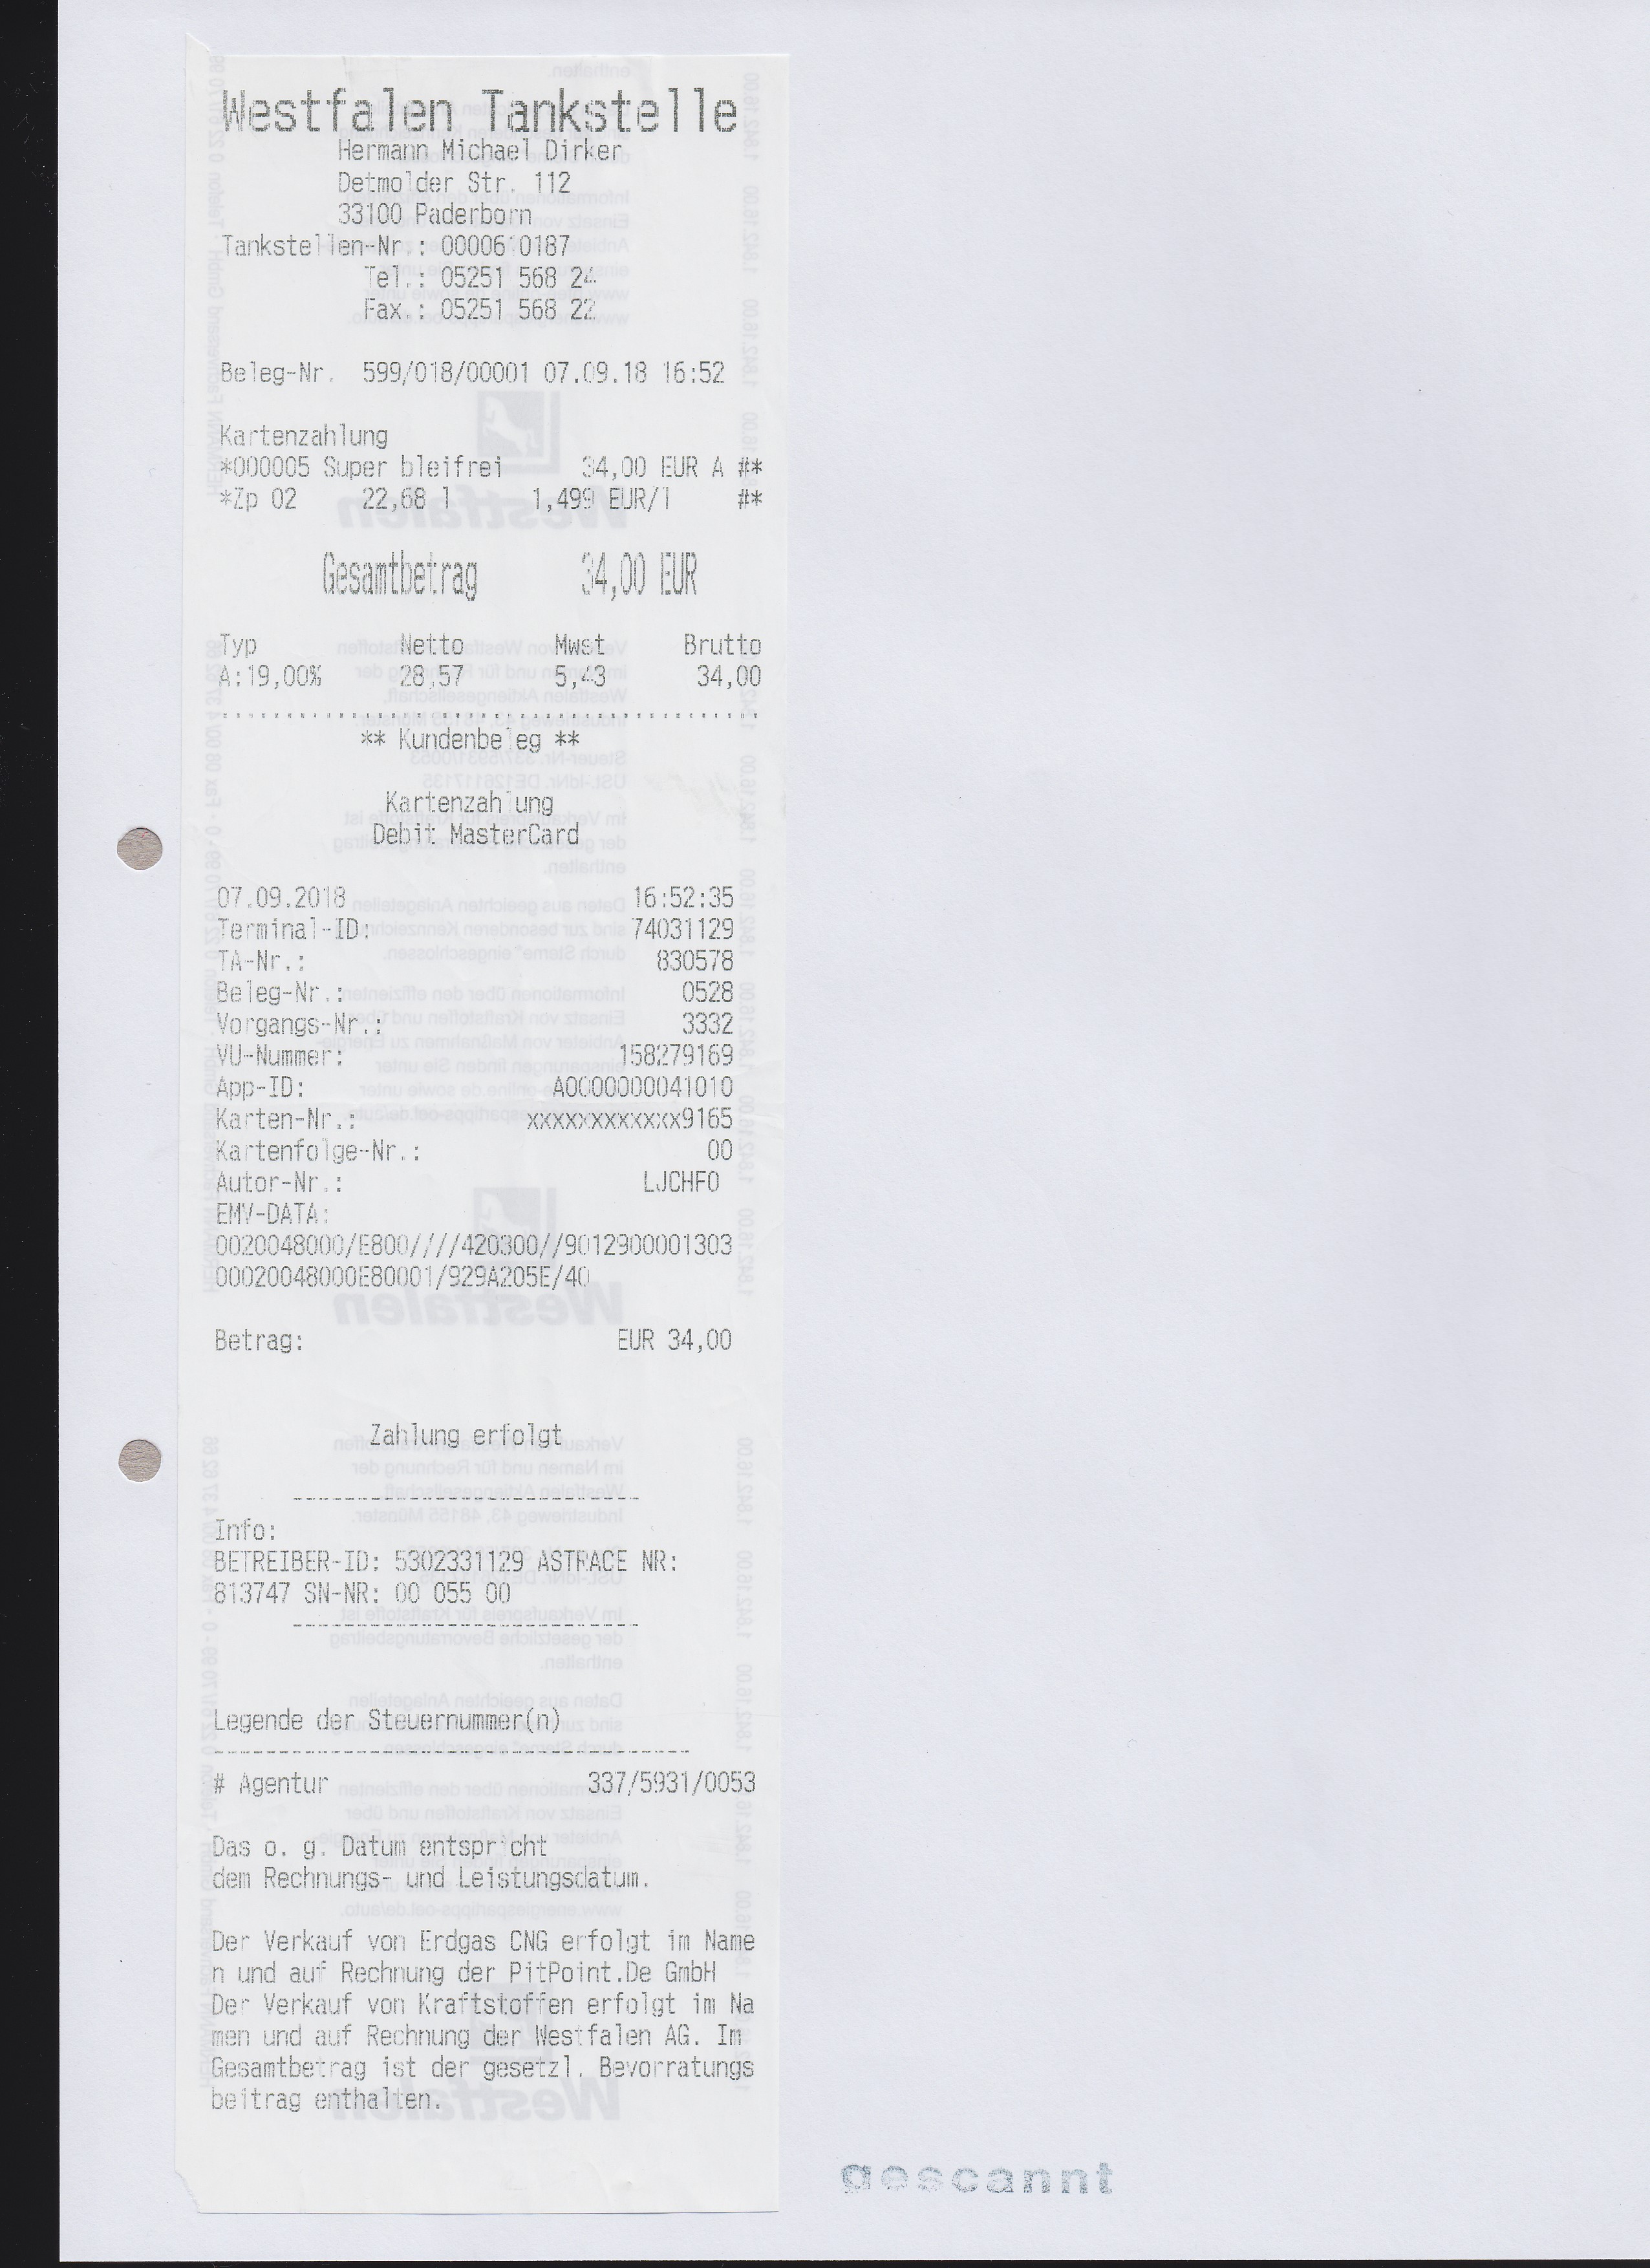 Westfalen Tankstelle
Hermann Michael Dirker
Detmolder Str. 112
33100 Paderborn
Tankstellen-Nr.: 000060187
Tel.: 05251 568 24
Fax.: 05251 568 22
Beleg-Nr. 599/018/00001 07.09.18 16:52
Kartenzahlung
*000005 Super bleifrei 34,00 EUR A #*
*Zp 02 22,68 l 1,499 EUR/l #*
Gesamtbetrag 34,00 EUR
Typ Netto Mwst Brutto
A:19,00% 28,57 5,43 34,00
** Kundenbeleg **
Kartenzahlung
Debit MasterCard
07.09.2018 16:52:35
Terminal-ID: 74031129
TA-Nr.: 830578
Beleg-Nr.: 0528
Vorgangs-Nr.: 3332
VU-Nummer: 158279169
App-ID: A0000000041010
Karten-Nr.: xxxxxxxxxxxx9165
Kartenfolge-Nr.: 00
Autor-Nr.: LJCHF0
EMV-DATA:
0020048000/E800////420300//9012900001303
00020048000E80001/929A205E/40
Betrag: EUR 34,00
Zahlung erfolgt
Info:
BETREIBER-ID: 5302331129 ASTRACE NR:
813747 SN-NR: 00 055 00
Legende der Steuernummer(n)
# Agentur 337/5931/0053
Das o. g. Datum entspricht
dem Rechnungs- und Leistungsdatum.
Der Verkauf von Erdgas CNG erfolgt im Name
n und auf Rechnung der PitPoint.De GmbH
Der Verkauf von Kraftstoffen erfolgt im Na
men und auf Rechnung der Westfalen AG. Im
Gesamtbetrag ist der gesetzl. Bevorratungs
beitrag enthalten.
gescannt